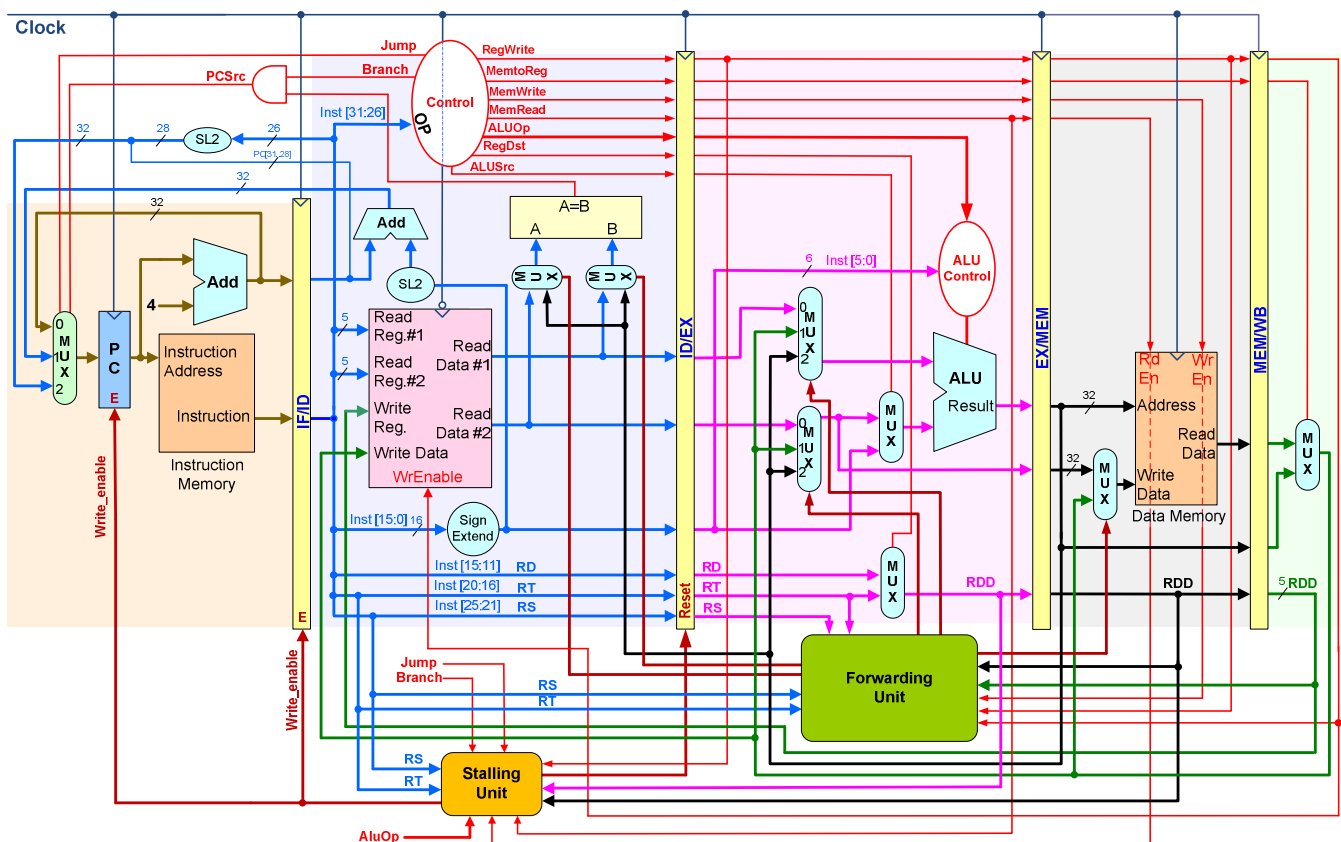 Clock
Jump
RegWrite
Branch
MemtoReg
PCSrc
Control
MemWrite
MemRead
OP
ALUOp
RegDst
ALUSrc
Inst [31:26]
32
28
SL2
26
PC[31,28]
32
32
Add
A=B
A
B
MUX
MUX
SL2
6
Inst [5:0]
ALU
Control
Add
4
0
MUX
1
2
PC
E
Instruction
Address
Instruction
Instruction
Memory
IF/ID
E
5
5
Read
Reg.#1
Read
Reg.#2
Write
Reg.
Write Data
Read
Data #1
Read
Data #2
WrEnable
ID/EX
Reset
0
1
2
MUX
0
1
2
MUX
MUX
ALU
Result
EX/MEM
32
32
MUX
Rd
En
Wr
En
Address
Read
Data
Write
Data
Data Memory
MEM/WB
MUX
Inst [15:0]
16
Sign
Extend
Inst [15:11]
RD
Inst [20:16]
RT
Inst [25:21]
RS
RD
RT
RS
MUX
RDD
RDD
5
RDD
Write_enable
Write_enable
Jump
Branch
RS
RT
Forwarding
Unit
RS
RT
Stalling
Unit
AluOp